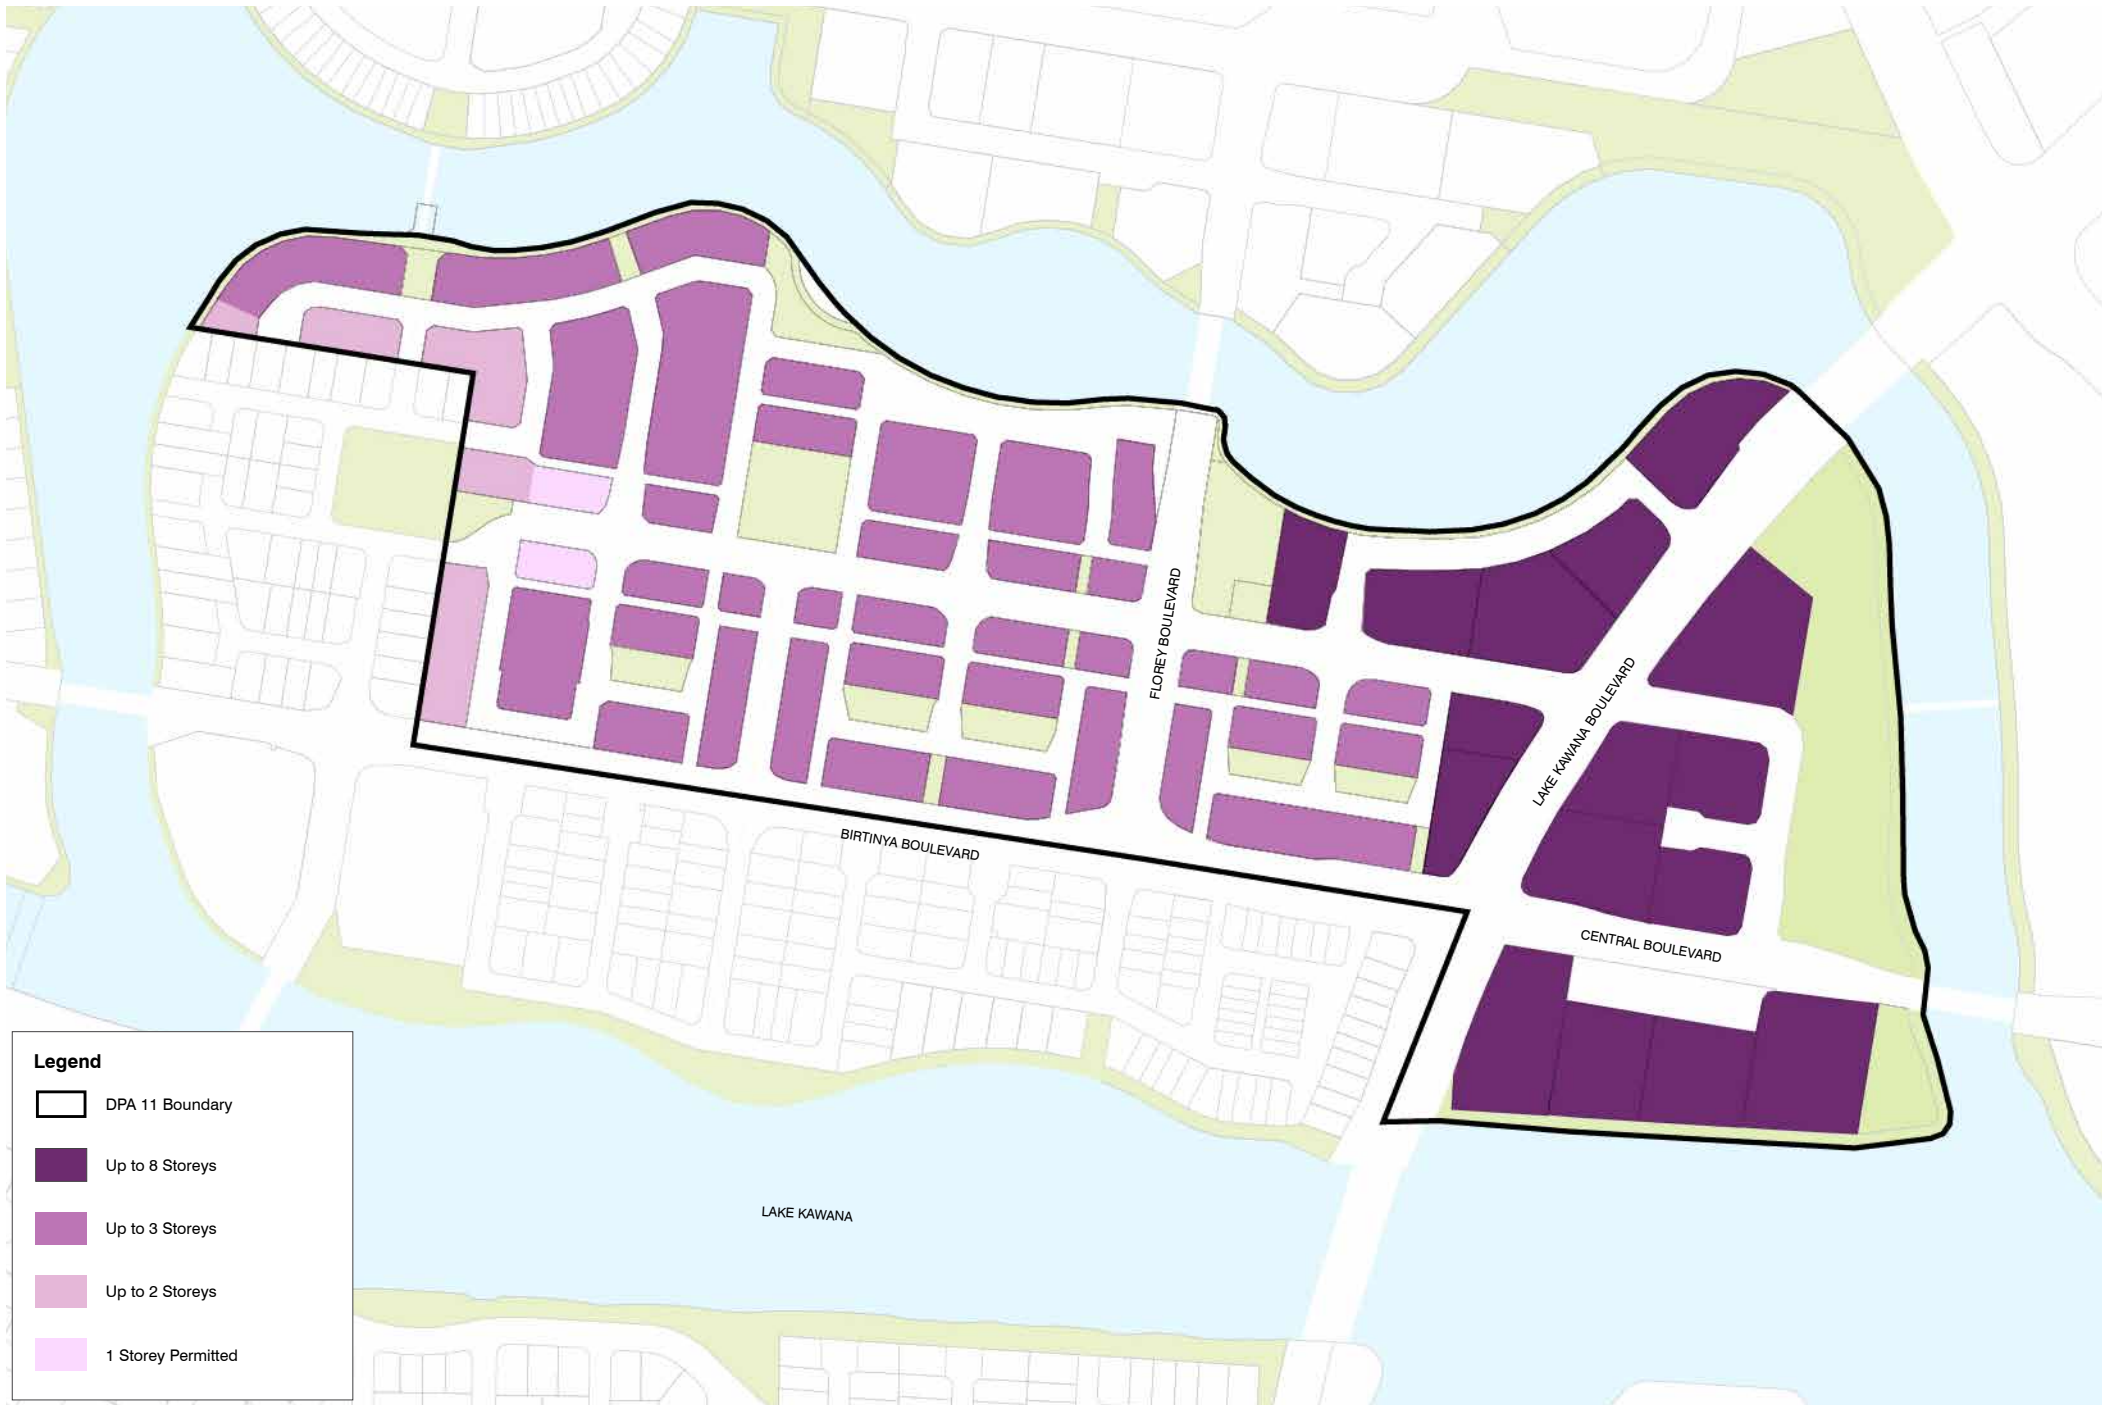 FLOREY BOULEVARD
LAKE KAWANA BOULEVARD
BIRTINYA BOULEVARD
CENTRAL BOULEVARD
LAKE KAWANA
Legend
DPA 11 Boundary
Up to 8 Storeys
Up to 3 Storeys
Up to 2 Storeys
1 Storey Permitted